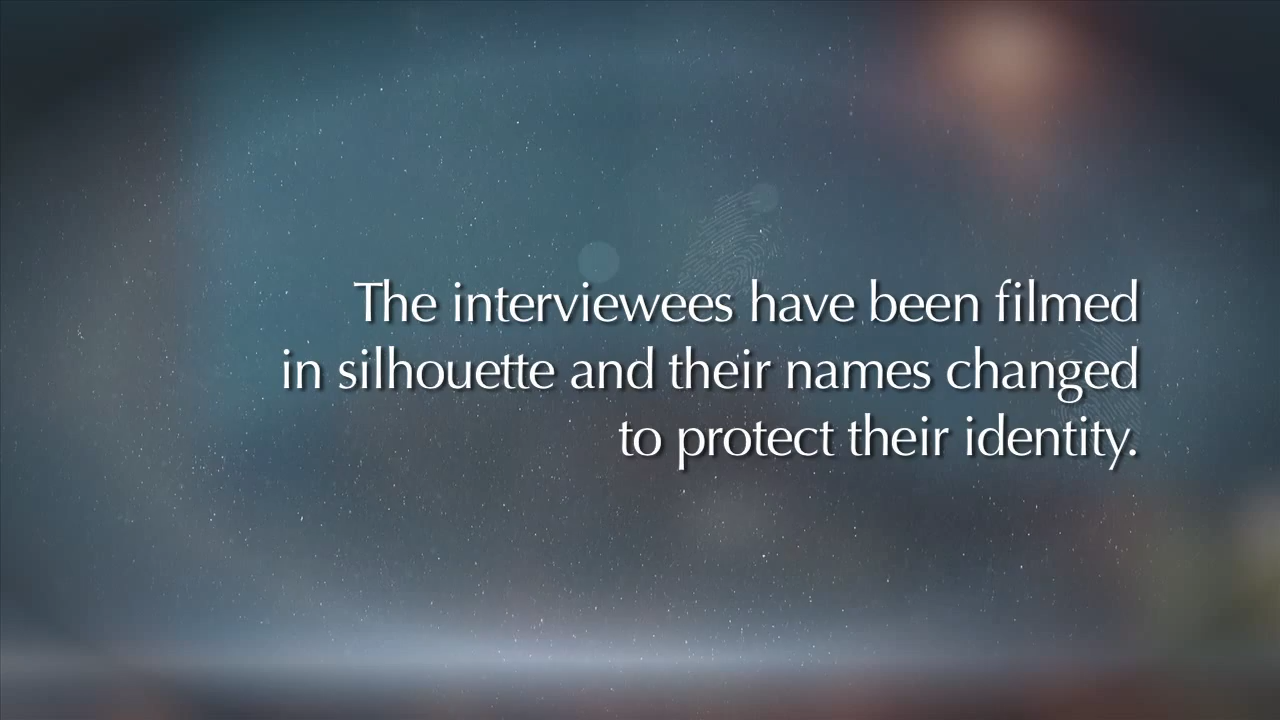 The interviewees have been filmed
in silhouette and their names changed
to protect their identity.